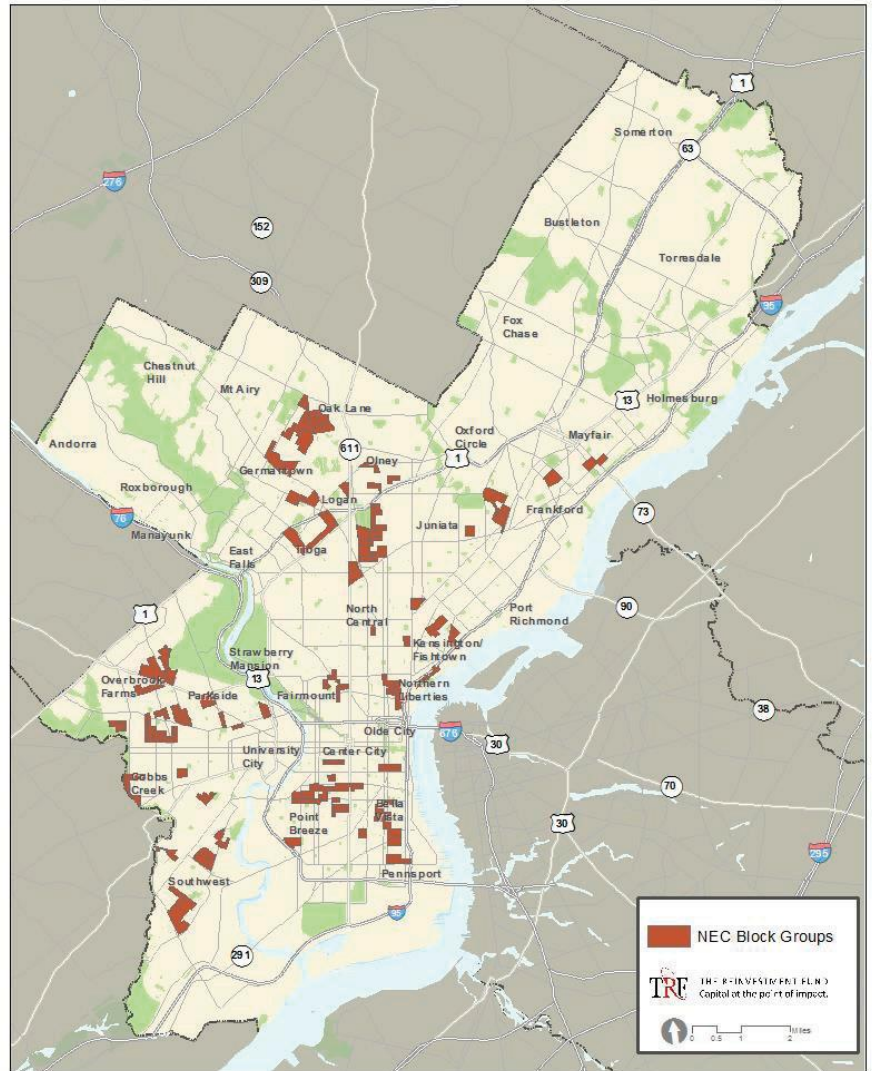 1
Somerton
63
276
Bustleton
152
Torresdale
309
95
Fox
Chase
Chestnut
Hill
Mt Airy
13
Holmesburg
Oak Lane
Oxford
Circle
Mayfair
Andorra
611
1
Olney
Germantown
Roxborough
Logan
Frankford
73
76
Juniata
Manayunk
Tioga
East
Falls
North
Central
Port
Richmond
90
1
Kensington/
Fishtown
Strawberry
Mansion
13
Overbrook
Farms
Parkside
Fairmount
Northern
Liberties
38
Olde City
676
30
University
City
Center City
Cobbs
Creek
70
Point
Breeze
Bella
Vista
30
295
Pennsport
Southwest
95
291
NEC Block Groups
TRF
THE REINVESTMENT FUND
Capital at the point of impact.
Miles
0 0.5 1 2